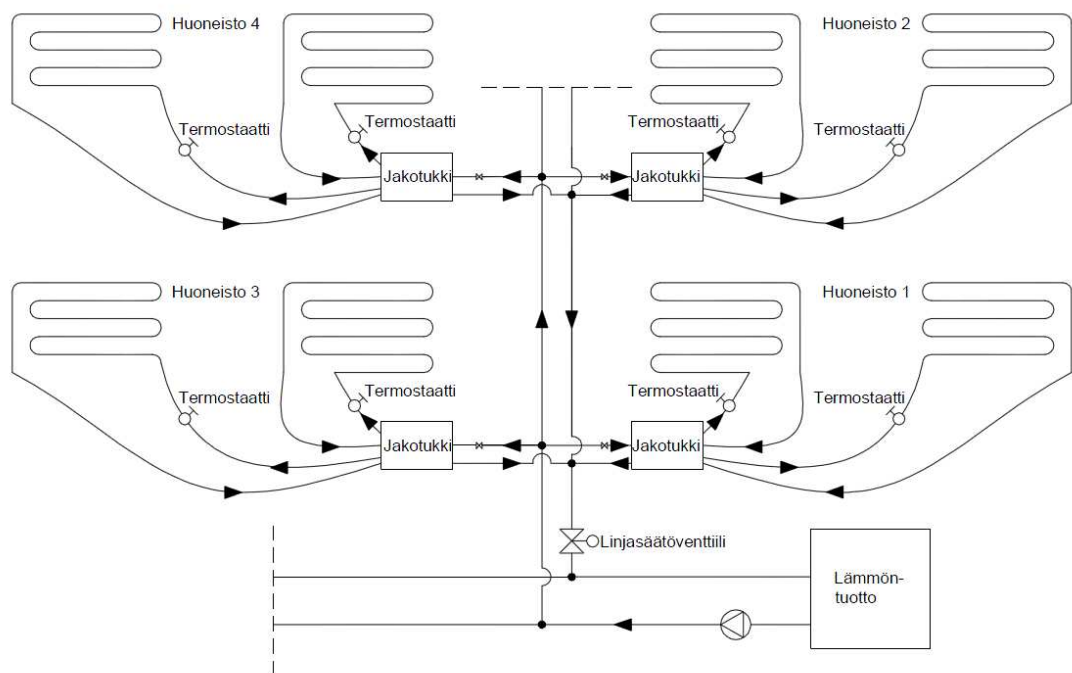 Huoneisto 4
Huoneisto 2
Termostaatti
Termostaatti
Termostaatti
Termostaatti
Jakotukki
Jakotukki
Huoneisto 3
Huoneisto 1
Termostaatti
Termostaatti
Termostaatti
Termostaatti
Jakotukki
Jakotukki
Linjasäätöventtiili
Lämmön-
tuotto